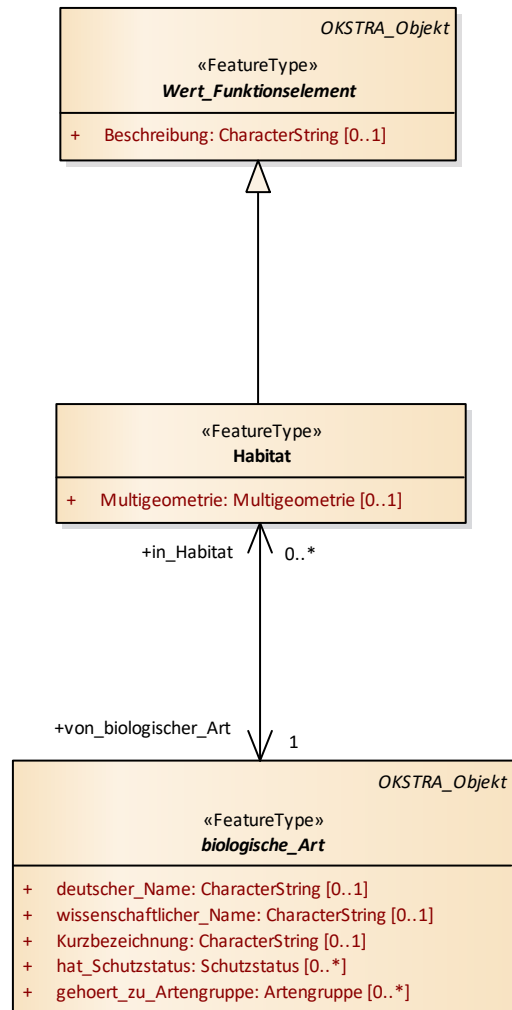 OKSTRA_Objekt
«FeatureType»
Wert_Funktionselement
+ Beschreibung: CharacterString [0..1]
«FeatureType»
Habitat
+ Multigeometrie: Multigeometrie [0..1]
+in_Habitat 0..*
+von_biologischer_Art 1
OKSTRA_Objekt
«FeatureType»
biologische_Art
+ deutscher_Name: CharacterString [0..1]
+ wissenschaftlicher_Name: CharacterString [0..1]
+ Kurzbezeichnung: CharacterString [0..1]
+ hat_Schutzstatus: Schutzstatus [0..*]
+ gehoert_zu_Artengruppe: Artengruppe [0..*]